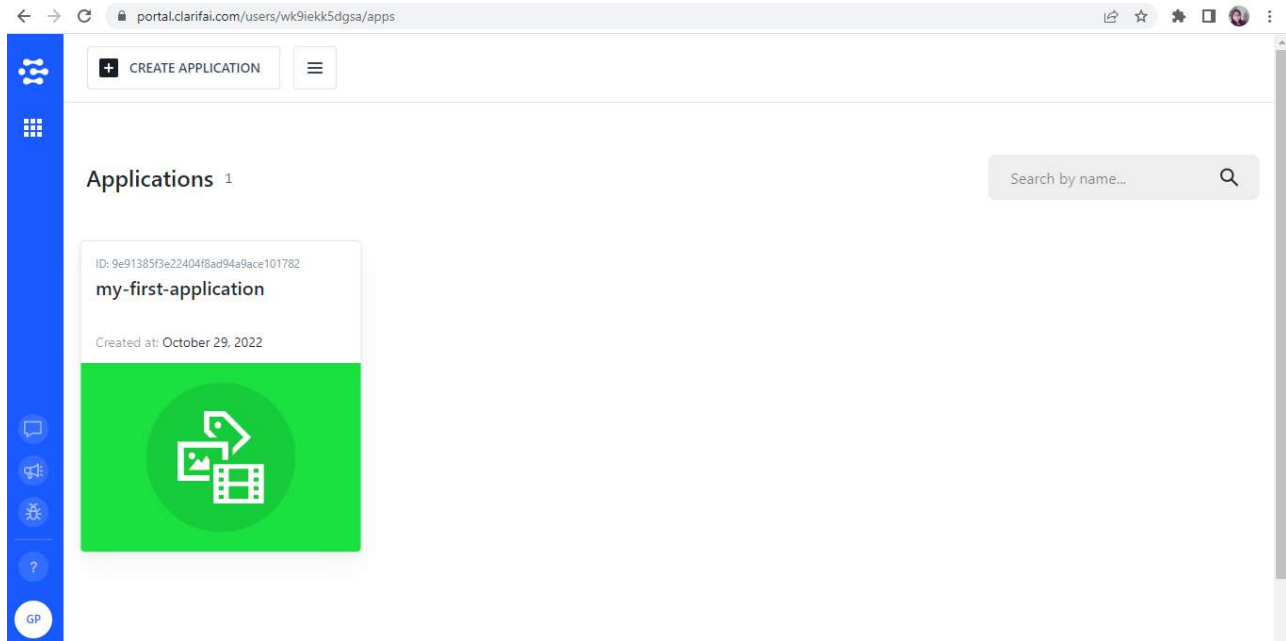 portal.clarifai.com/users/wk9iekk5dgsa/apps
CREATE APPLICATION
Applications 1
Search by name...
ID: 9e91385f3e22404f8ad94a9ace101782
my-first-application
Created at: October 29, 2022
?
GP